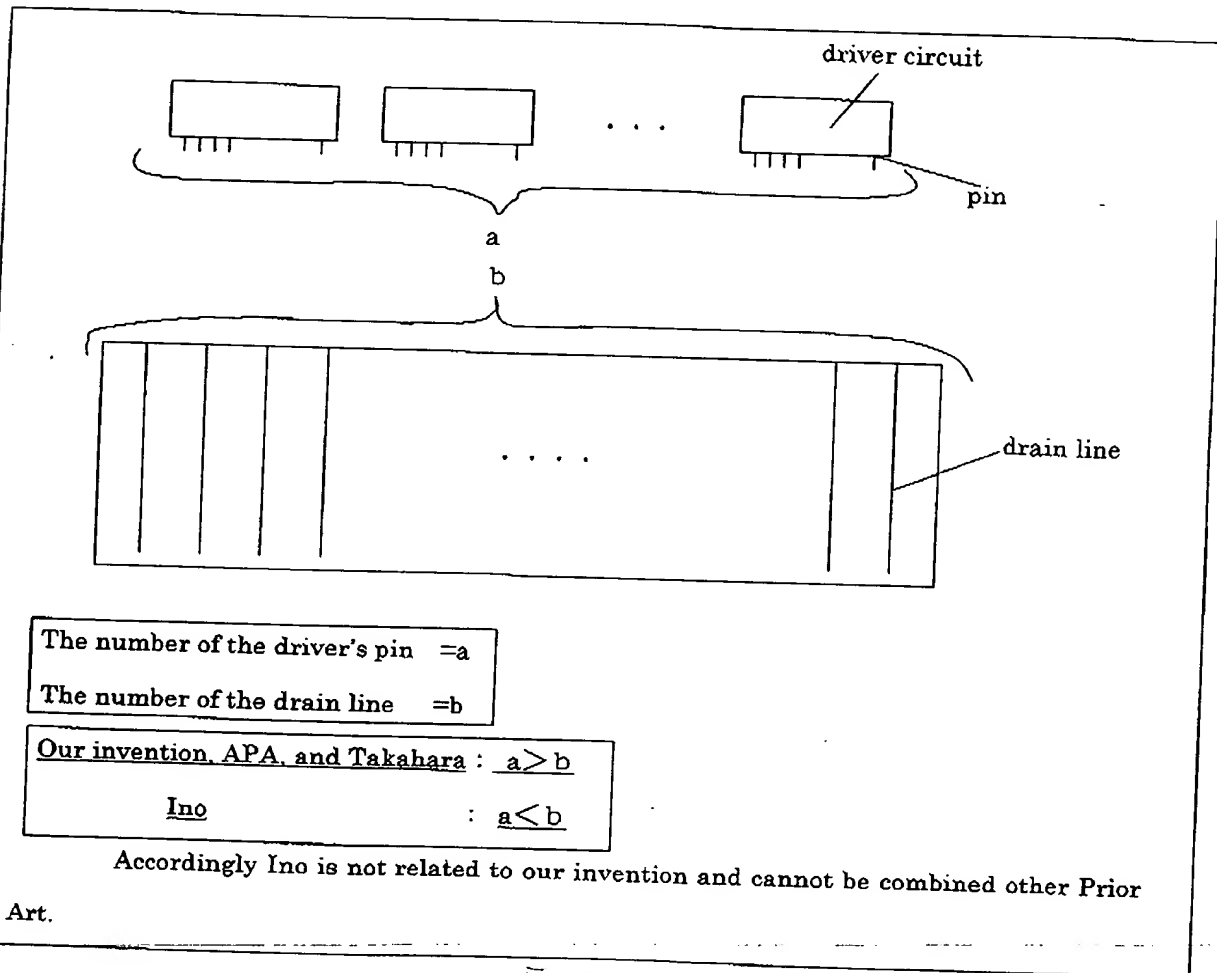 driver circuit
. . .
pin
a
b
. . . .
drain line
The number of the driver's pin =a
The number of the drain line =b
Our invention, APA, and Takahara : a>b
Ino : a<b
Accordingly Ino is not related to our invention and cannot be combined other Prior
Art.